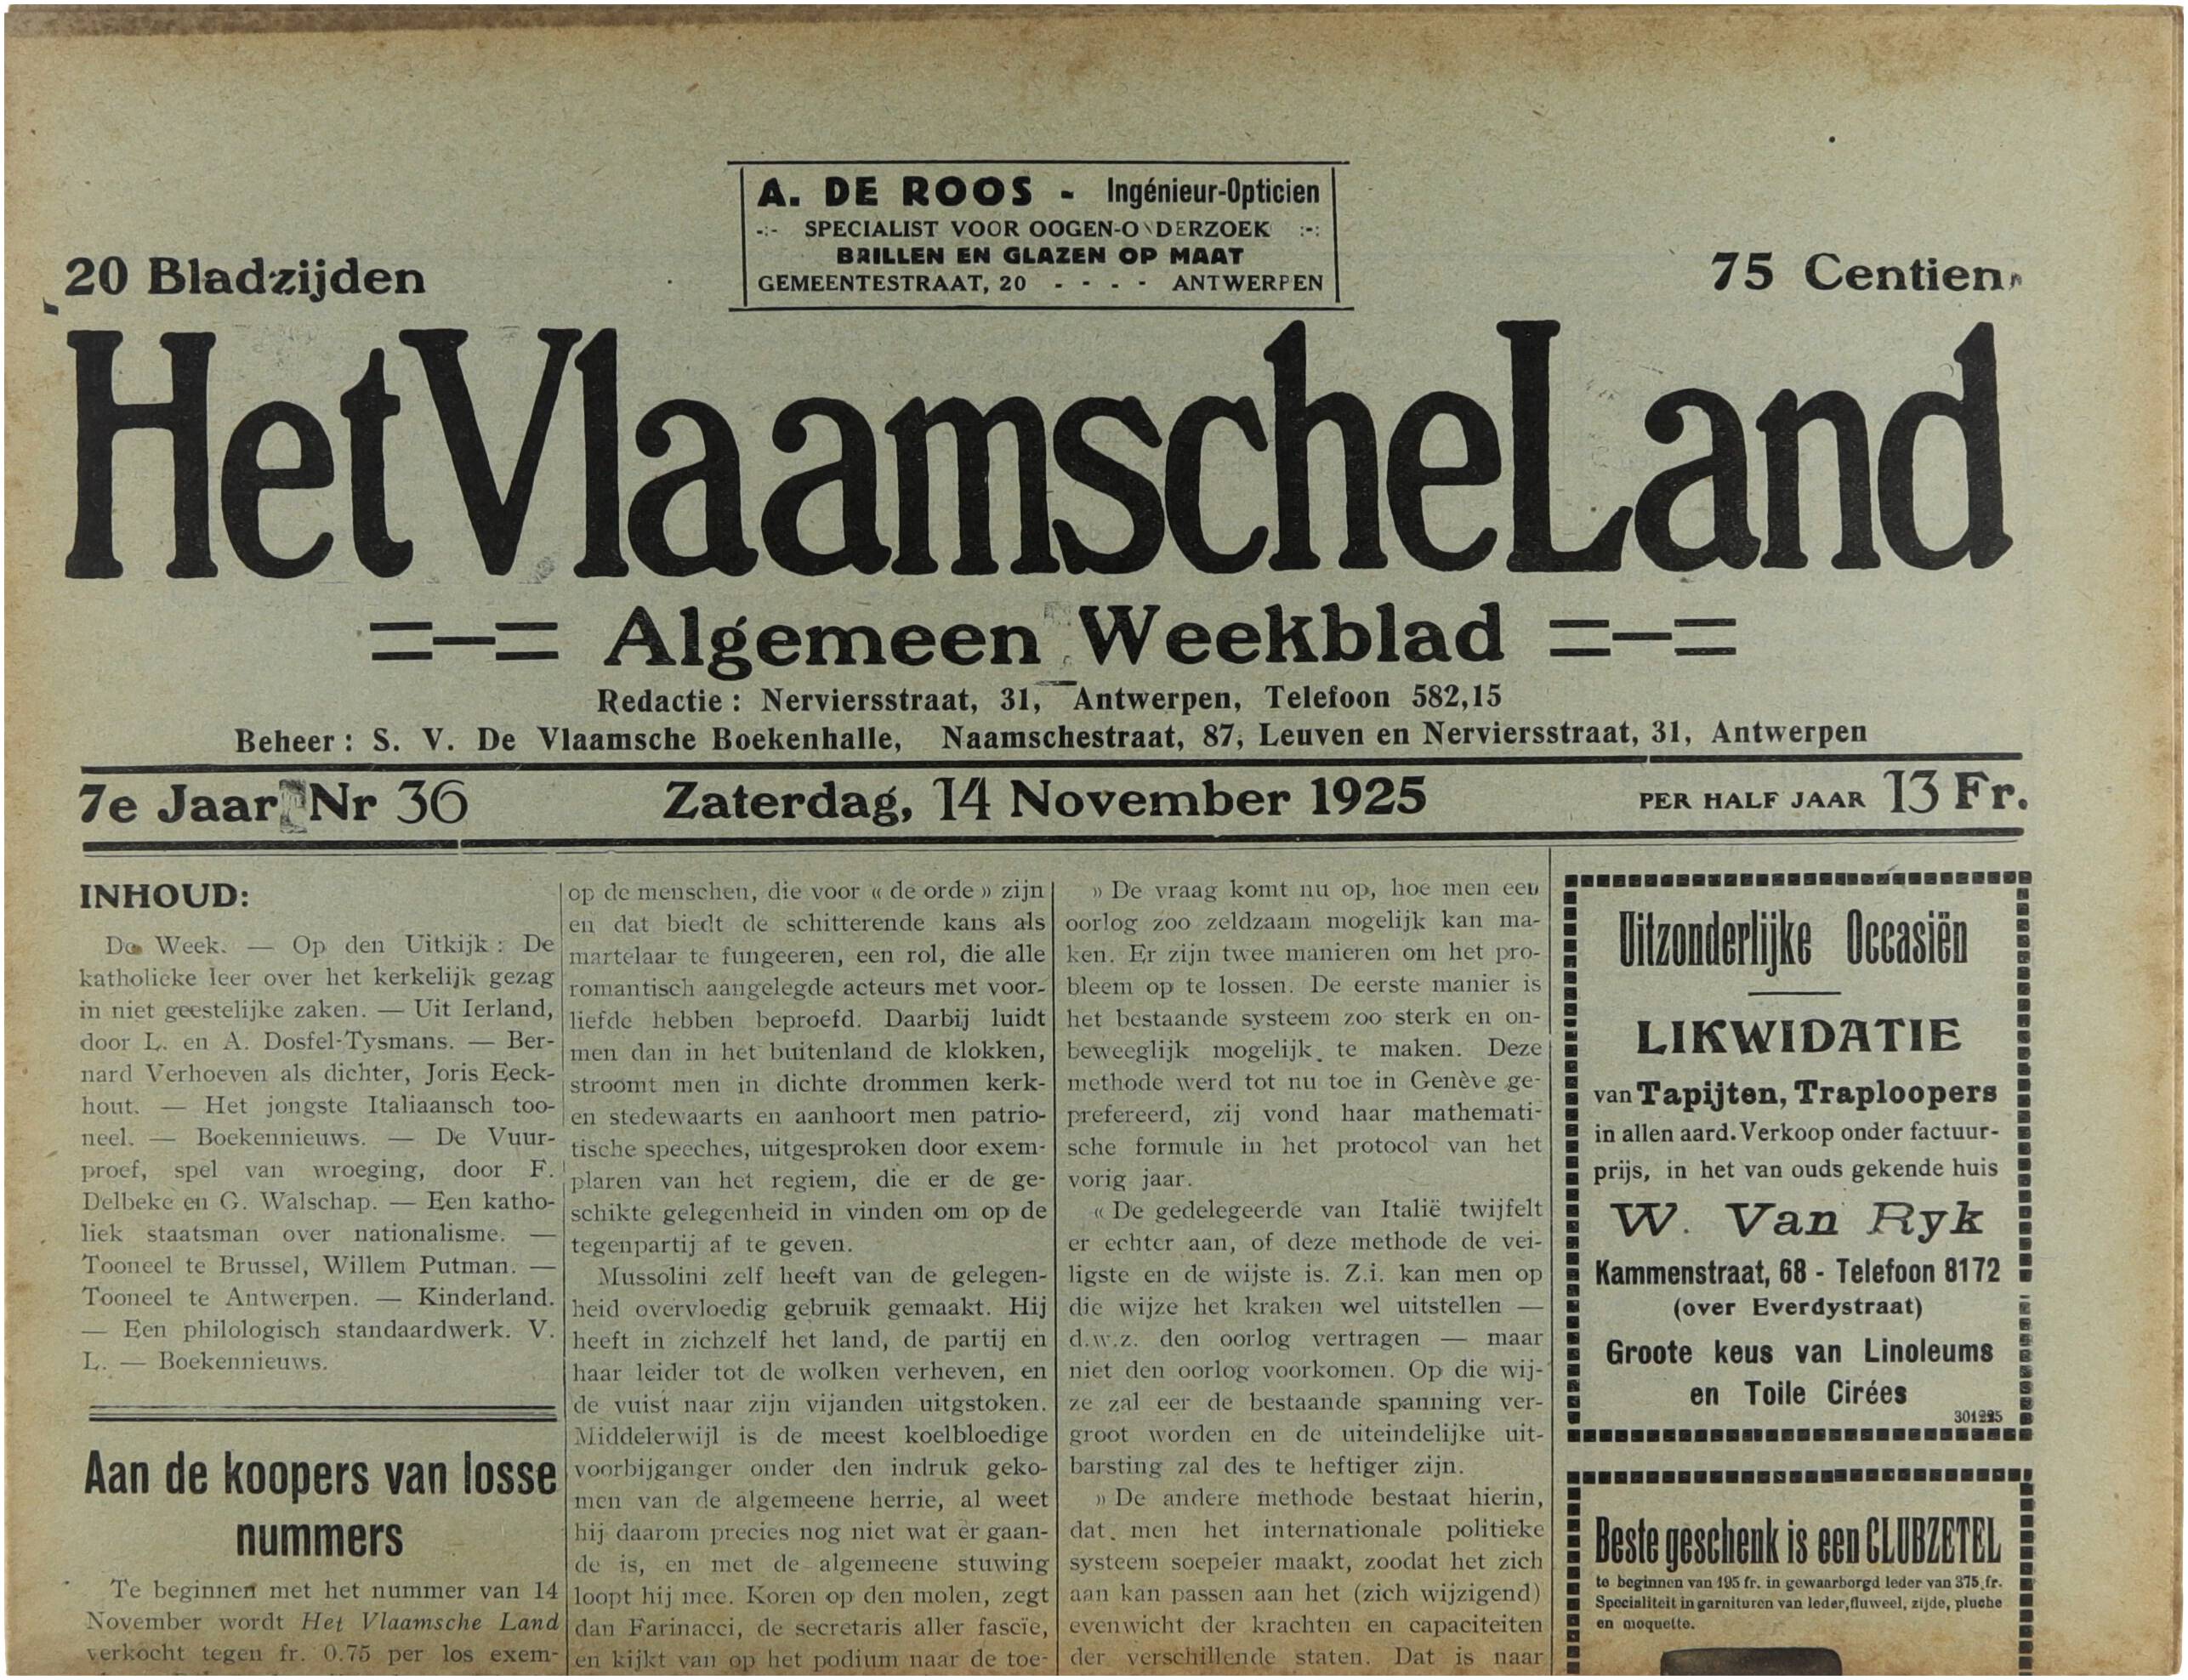 A. DE ROOS - Ingénieur-Opticien
-:- SPECIALIST VOOR OOGEN-ONDERZOEK :-:
BRILLEN EN GLAZEN OP MAAT
GEMEENTESTRAAT, 20 - - - - ANTWERPEN
20 Bladzijden
75 Centiem
Het Vlaamsche Land
=-= Algemeen Weekblad =-=
Redactie : Nerviersstraat, 31, Antwerpen, Telefoon 582,15
Beheer : S. V. De Vlaamsche Boekenhalle, Naamschestraat, 87, Leuven en Nerviersstraat, 31, Antwerpen
7e Jaar Nr 36
Zaterdag, 14 November 1925
PER HALF JAAR 13 Fr.
INHOUD:
De Week. — Op den Uitkijk : De
katholieke leer over het kerkelijk gezag
in niet geestelijke zaken. — Uit Ierland,
door L. en A. Dosfel-Tysmans. — Ber-
nard Verhoeven als dichter, Joris Eeck-
hout. — Het jongste Italiaansch too-
neel. — Boekennieuws. — De Vuur-
proef, spel van wroeging, door F.
Delbeke en G. Walschap. — Een katho-
liek staatsman over nationalisme. —
Tooneel te Brussel, Willem Putman. —
Tooneel te Antwerpen. — Kinderland.
— Een philologisch standaardwerk. V.
L. — Boekennieuws.
Aan de koopers van losse
nummers
Te beginnen met het nummer van 14
November wordt Het Vlaamsche Land
verkocht tegen fr. 0.75 per los exem-
op de menschen, die voor « de orde » zijn
en dat biedt de schitterende kans als
martelaar te fungeeren, een rol, die alle
romantisch aangelegde acteurs met voor-
liefde hebben beproefd. Daarbij luidt
men dan in het buitenland de klokken,
stroomt men in dichte drommen kerk-
en stedewaarts en aanhoort men patrio-
tische speeches, uitgesproken door exem-
plaren van het regiem, die er de ge-
schikte gelegenheid in vinden om op de
tegenpartij af te geven.
Mussolini zelf heeft van de gelegen-
heid overvloedig gebruik gemaakt. Hij
heeft in zichzelf het land, de partij en
haar leider tot de wolken verheven, en
de vuist naar zijn vijanden uitgstoken.
Middelerwijl is de meest koelbloedige
voorbijganger onder den indruk geko-
men van de algemeene herrie, al weet
hij daarom precies nog niet wat er gaan-
de is, en met de algemeene stuwing
loopt hij mee. Koren op den molen, zegt
dan Farinacci, de secretaris aller fascie,
en kijkt van op het podium naar de toe-
» De vraag komt nu op, hoe men een
oorlog zoo zeldzaam mogelijk kan ma-
ken. Er zijn twee manieren om het pro-
bleem op te lossen. De eerste manier is
het bestaande systeem zoo sterk en on-
beweeglijk mogelijk te maken. Deze
methode werd tot nu toe in Genève ge-
prefereerd, zij vond haar mathemati-
sche formule in het protocol van het
vorig jaar.
« De gedelegeerde van Italië twijfelt
er echter aan, of deze methode de vei-
ligste en de wijste is. Z.i. kan men op
die wijze het kraken wel uitstellen —
d.w.z. den oorlog vertragen — maar
niet den oorlog voorkomen. Op die wij-
ze zal eer de bestaande spanning ver-
groot worden en de uiteindelijke uit-
barsting zal des te heftiger zijn.
» De andere methode bestaat hierin,
dat men het internationale politieke
systeem soepeler maakt, zoodat het zich
aan kan passen aan het (zich wijzigend)
evenwicht der krachten en capaciteiten
der verschillende staten. Dat is naar
Uitzonderlijke Occasiën
LIKWIDATIE
van Tapijten, Traploopers
in allen aard. Verkoop onder factuur-
prijs, in het van ouds gekende huis
W. Van Ryk
Kammenstraat, 68 - Telefoon 8172
(over Everdystraat)
Groote keus van Linoleums
en Toile Cirées
301225
Beste geschenk is een CLUBZETEL
te beginnen van 195 fr. in gewaarborgd leder van 375 fr.
Specialiteit in garnituren van leder, fluweel, zijde, pluche
en moquette.